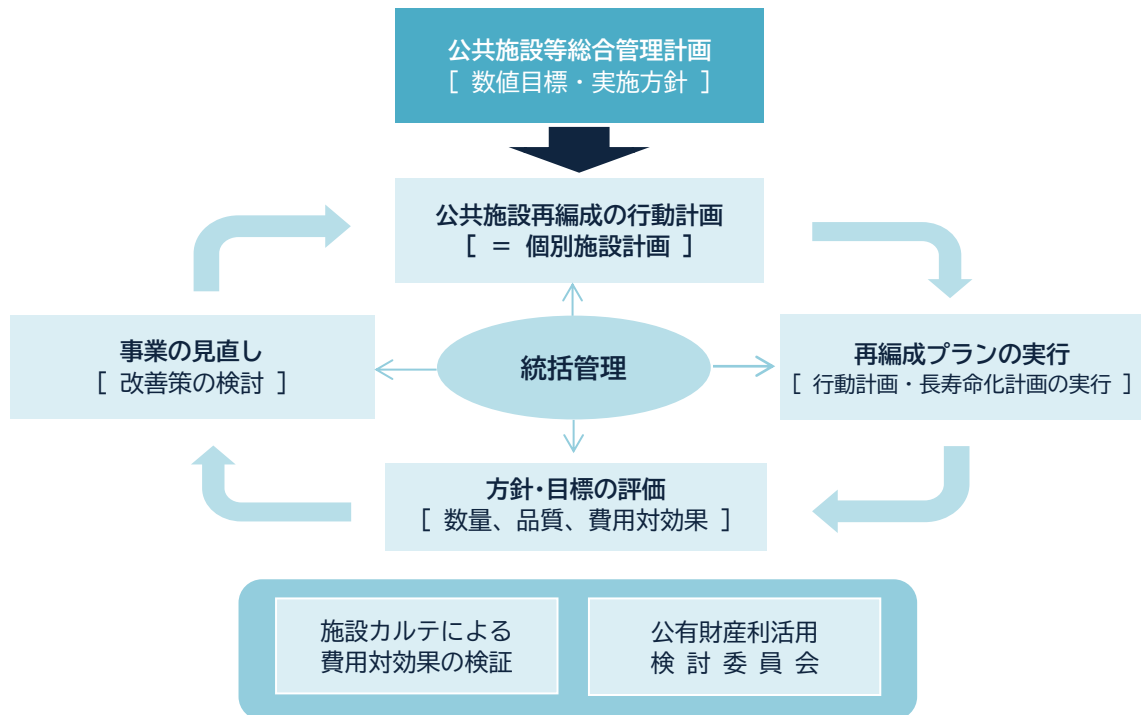 公共施設等総合管理計画
[ 数値目標・実施方針 ]
公共施設再編成の行動計画
[ ＝ 個別施設計画 ]
事業の見直し
[ 改善策の検討 ]
統括管理
再編成プランの実行
[ 行動計画・長寿命化計画の実行 ]
方針・目標の評価
[ 数量、品質、費用対効果 ]
施設カルテによる
費用対効果の検証
公有財産利活用
検 討 委 員 会